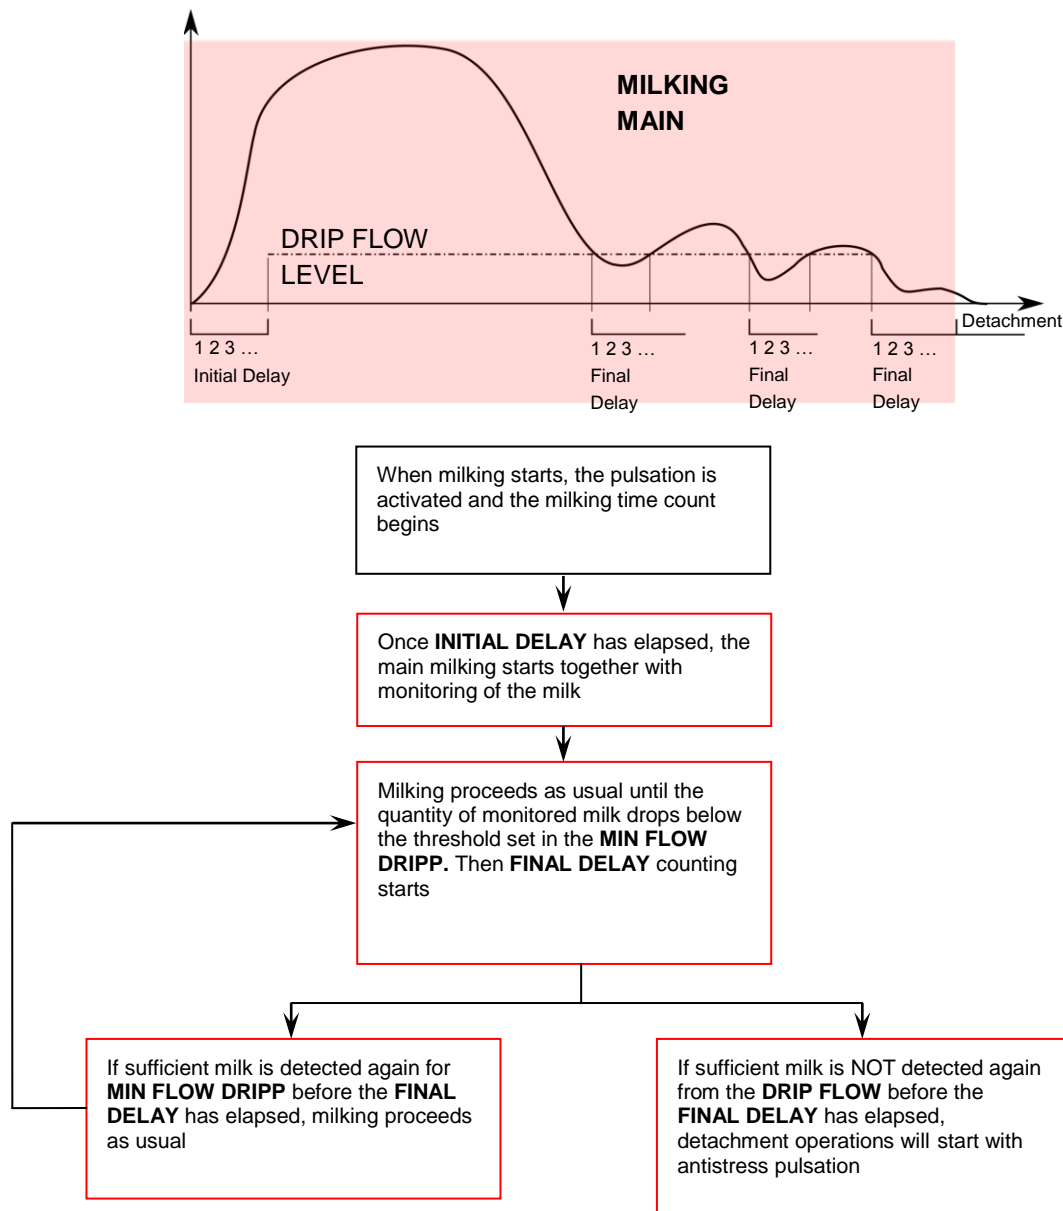 MILKING
MAIN
DRIP FLOW
LEVEL
Detachment
1 2 3 …
Initial Delay
1 2 3 …
Final
Delay
1 2 3 …
Final
Delay
1 2 3 …
Final
Delay
When milking starts, the pulsation is
activated and the milking time count
begins
Once INITIAL DELAY has elapsed, the
main milking starts together with
monitoring of the milk
Milking proceeds as usual until the
quantity of monitored milk drops below
the threshold set in the MIN FLOW
DRIPP. Then FINAL DELAY counting
starts
If sufficient milk is detected again for
MIN FLOW DRIPP before the FINAL
DELAY has elapsed, milking proceeds
as usual
If sufficient milk is NOT detected again
from the DRIP FLOW before the
FINAL DELAY has elapsed,
detachment operations will start with
antistress pulsation